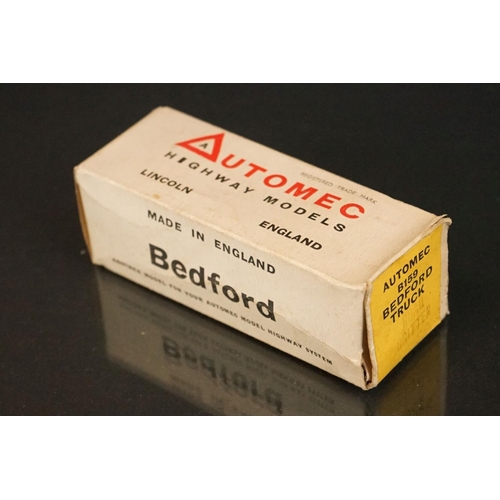 AUTOMEC
REGISTERED TRADE MARK
HIGHWAY MODELS
LINCOLN ENGLAND
MADE IN ENGLAND
Bedford
ANOTHER MODEL FOR YOUR AUTOMEC MODEL HIGHWAY SYSTEM
AUTOMEC
B159
BEDFORD
TRUCK